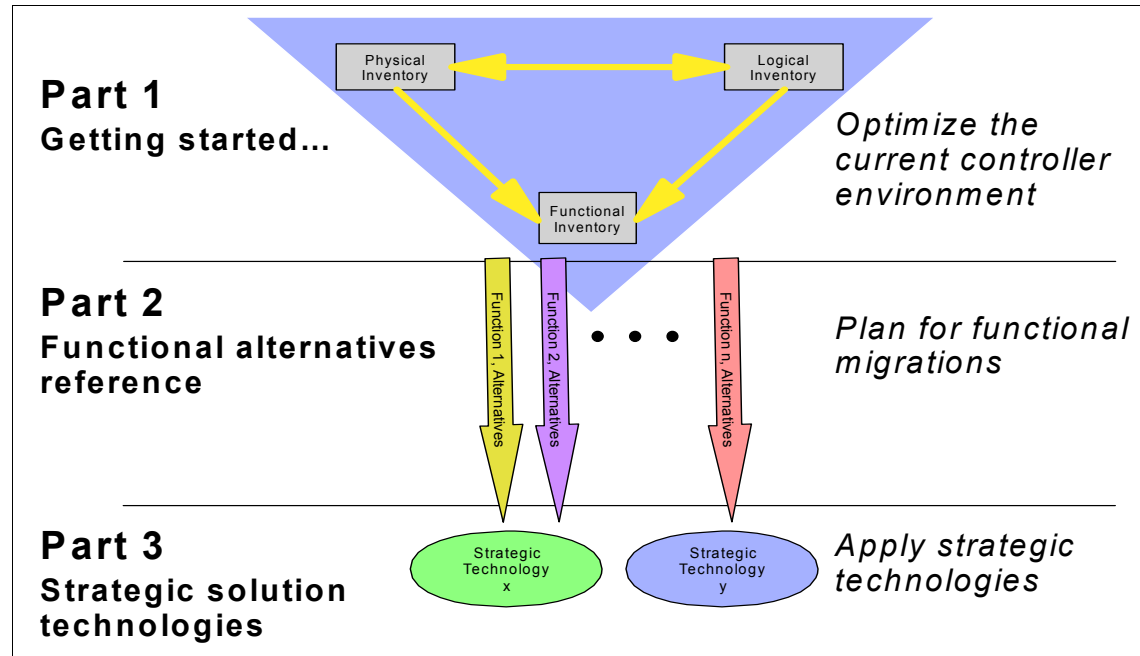 Physical
Inventory
Logical
Inventory
Part 1
Getting started...
Optimize the
current controller
environment
Functional
Inventory
Part 2
Functional alternatives
reference
Function 1, Alternatives
Function 2, Alternatives
• • •
Function n, Alternatives
Plan for functional
migrations
Part 3
Strategic solution
technologies
Strategic
Technology
x
Strategic
Technology
y
Apply strategic
technologies